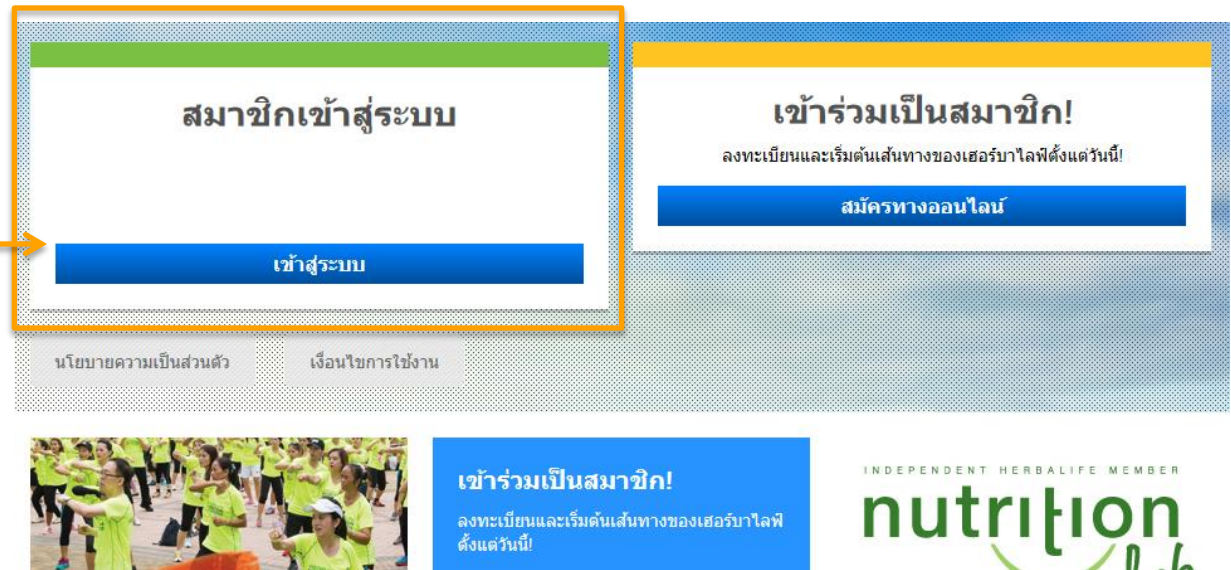 สมาชิกเข้าสู่ระบบ
เข้าสู่ระบบ
เข้าร่วมเป็นสมาชิก!
ลงทะเบียนและเริ่มต้นเส้นทางของเฮอร์บาไลฟ์ตั้งแต่วันนี้!
สมัครทางออนไลน์
นโยบายความเป็นส่วนตัว
เงื่อนไขการใช้งาน
เข้าร่วมเป็นสมาชิก!
ลงทะเบียนและเริ่มต้นเส้นทางของเฮอร์บาไลฟ์
ตั้งแต่วันนี้!
INDEPENDENT HERBALIFE MEMBER
nutrition